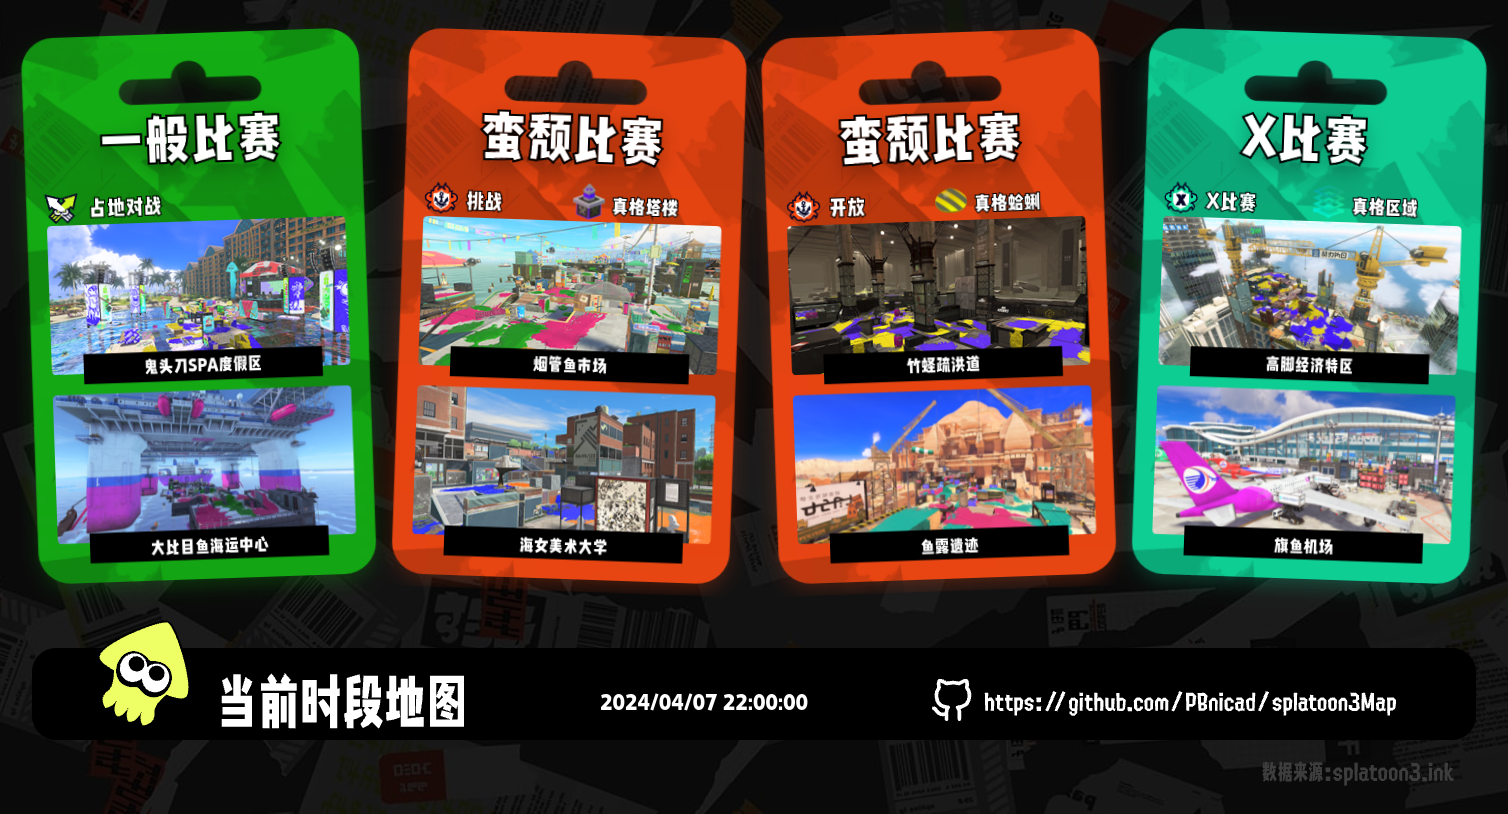 一般比赛
占地对战
鬼头刀SPA度假区
大比目鱼海运中心
蛮颓比赛
挑战
真格塔楼
烟管鱼市场
海女美术大学
蛮颓比赛
开放
真格蛤蜊
竹蛏疏洪道
鱼露遗迹
X比赛
X比赛
真格区域
高脚经济特区
旗鱼机场
当前时段地图
2024/04/07 22:00:00
https://github.com/PBnicad/splatoon3Map
数据来源:splatoon3.ink